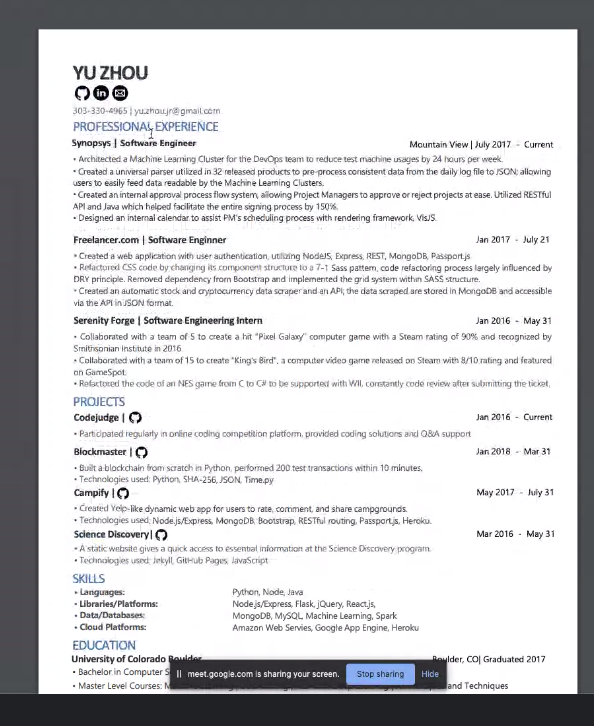 YU ZHOU
303-330-4965 | yu.zhou.jr@gmail.com
PROFESSIONAL EXPERIENCE
Synopsys | Software Engineer Mountain View | July 2017 - Current
• Architected a Machine Learning Cluster for the DevOps team to reduce test machine usages by 24 hours per week.
• Created a universal parser utilized in 32 released products to pre-process consistent data from the daily log file to JSON; allowing
users to easily feed data readable by the Machine Learning Clusters.
• Created an internal approval process flow system, allowing Project Managers to approve or reject projects at ease. Utilized RESTful
API and Java which helped facilitate the entire signing process by 150%.
• Designed an internal calendar to assist PM's scheduling process with rendering framework, VisJS.
Freelancer.com | Software Enginner Jan 2017 - July 21
• Created a web application with user authentication, utilizing NodeJS, Express, REST, MongoDB, Passport.js
• Refactored CSS code by changing its component structure to a 7-1 Sass pattern, code refactoring process largely influenced by
DRY principle. Removed dependency from Bootstrap and implemented the grid system within SASS structure.
• Created an automatic stock and cryptocurrency data scraper and an API; the data scraped are stored in MongoDB and accessible
via the API in JSON format.
Serenity Forge | Software Engineering Intern Jan 2016 - May 31
• Collaborated with a team of 5 to create a hit "Pixel Galaxy" computer game with a Steam rating of 90% and recognized by
Smithsonian Institute in 2016
• Collaborated with a team of 15 to create "King's Bird", a computer video game released on Steam with 8/10 rating and featured
on GameSpot.
• Refactored the code of an NES game from C to C# to be supported with WII, constantly code review after submitting the ticket.
PROJECTS
Codejudge | Jan 2016 - Current
• Participated regularly in online coding competition platform, provided coding solutions and Q&A support
Blockmaster | Jan 2018 - Mar 31
• Built a blockchain from scratch in Python, performed 200 test transactions within 10 minutes.
• Technologies used: Python, SHA-256, JSON, Time.py
Campify | May 2017 - July 31
• Created Yelp-like dynamic web app for users to rate, comment, and share campgrounds.
• Technologies used: Node.js/Express, MongoDB, Bootstrap, RESTful routing, Passport.js, Heroku.
Science Discovery| Mar 2016 - May 31
• A static website gives a quick access to essential information at the Science Discovery program.
• Technologies used: Jekyll, GitHub Pages, JavaScript
SKILLS
• Languages: Python, Node, Java
• Libraries/Platforms: Node.js/Express, Flask, jQuery, React.js,
• Data/Databases: MongoDB, MySQL, Machine Learning, Spark
• Cloud Platforms: Amazon Web Servies, Google App Engine, Heroku
EDUCATION
University of Colorado Boulder Boulder, CO| Graduated 2017
• Bachelor in Computer S
• Master Level Courses: M and Techniques
meet.google.com is sharing your screen. Stop sharing Hide